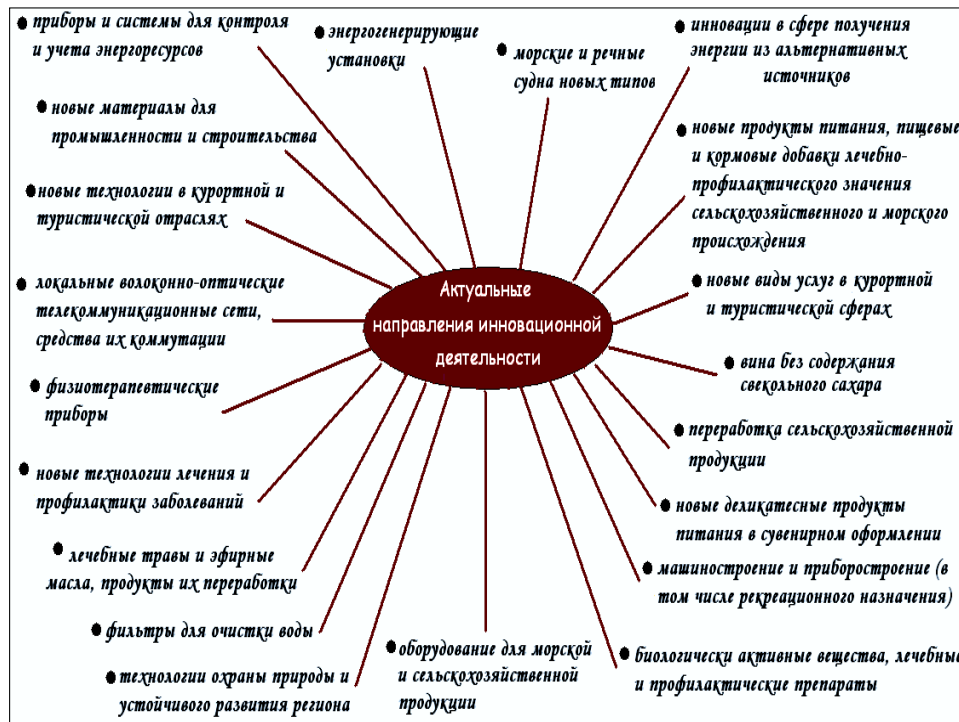 приборы и системы для контроля
и учета энергоресурсов
энергогенерирующие
установки
морские и речные
судна новых типов
инновации в сфере получения
энергии из альтернативных
источников
новые материалы для
промышленности и строительства
новые продукты питания, пищевые
и кормовые добавки лечебно-
профилактического значения
сельскохозяйственного и морского
происхождения
новые технологии в курортной и
туристической отраслях
локальные волоконно-оптические
телекоммуникационные сети,
средства их коммутации
Актуальные
направления инновационной
деятельности
новые виды услуг в курортной
и туристической сферах
вина без содержания
свекольного сахара
физиотерапевтические
приборы
переработка сельскохозяйственной
продукции
новые технологии лечения и
профилактики заболеваний
новые деликатесные продукты
питания в сувенирном оформлении
лечебные травы и эфирные
масла, продукты их переработки
машиностроение и приборостроение (в
том числе рекреационного назначения)
фильтры для очистки воды
оборудование для морской
и сельскохозяйственной
продукции
биологически активные вещества, лечебные
и профилактические препараты
технологии охраны природы и
устойчивого развития региона